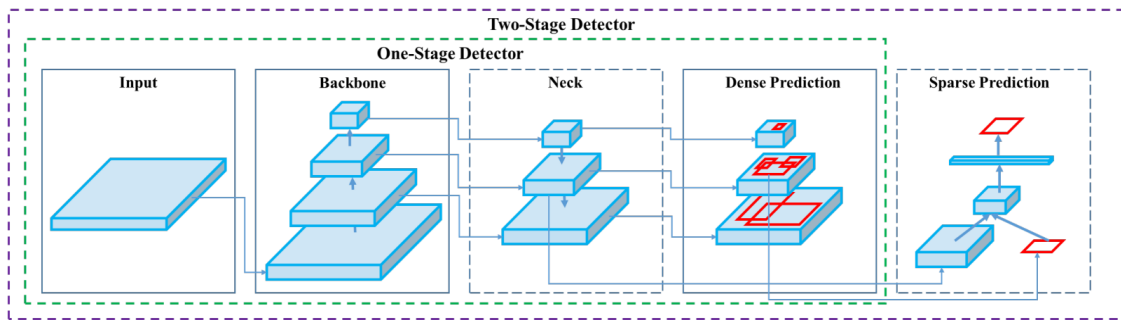 Two-Stage Detector
One-Stage Detector
Input
Backbone
Neck
Dense Prediction
Sparse Prediction